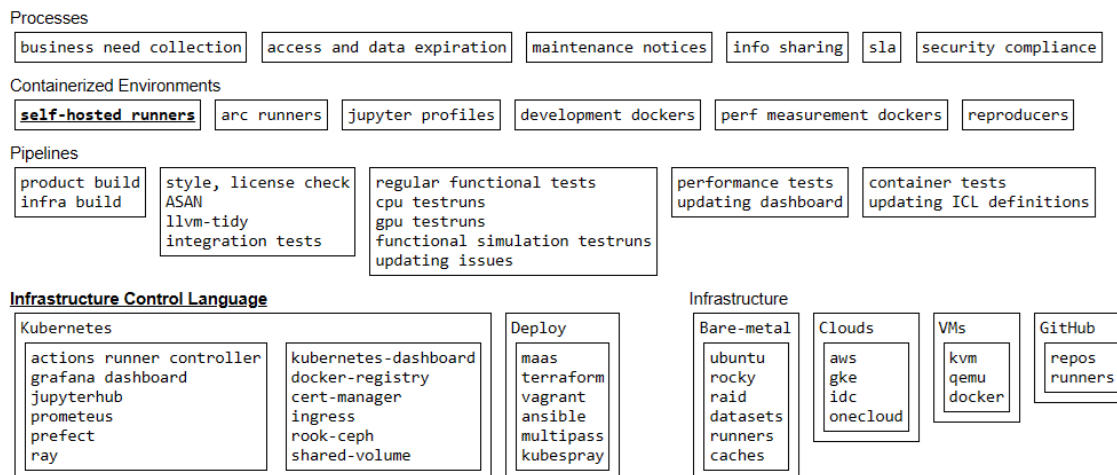 Processes
business need collection access and data expiration maintenance notices info sharing sla security compliance
Containerized Environments
self-hosted runners arc runners jupyter profiles development dockers perf measurement dockers reproducers
Pipelines
product build
infra build
style, license check
ASAN
llvm-tidy
integration tests
regular functional tests
cpu testruns
gpu testruns
functional simulation testruns
updating issues
performance tests
updating dashboard
container tests
updating ICL definitions
Infrastructure Control Language
Kubernetes
actions runner controller
grafana dashboard
jupyterhub
prometeus
prefect
ray
kubernetes-dashboard
docker-registry
cert-manager
ingress
rook-ceph
shared-volume
Deploy
maas
terraform
vagrant
ansible
multipass
kubespray
Infrastructure
Bare-metal
ubuntu
rocky
raid
datasets
runners
caches
Clouds
aws
gke
idc
onecloud
VMs
kvm
qemu
docker
GitHub
repos
runners